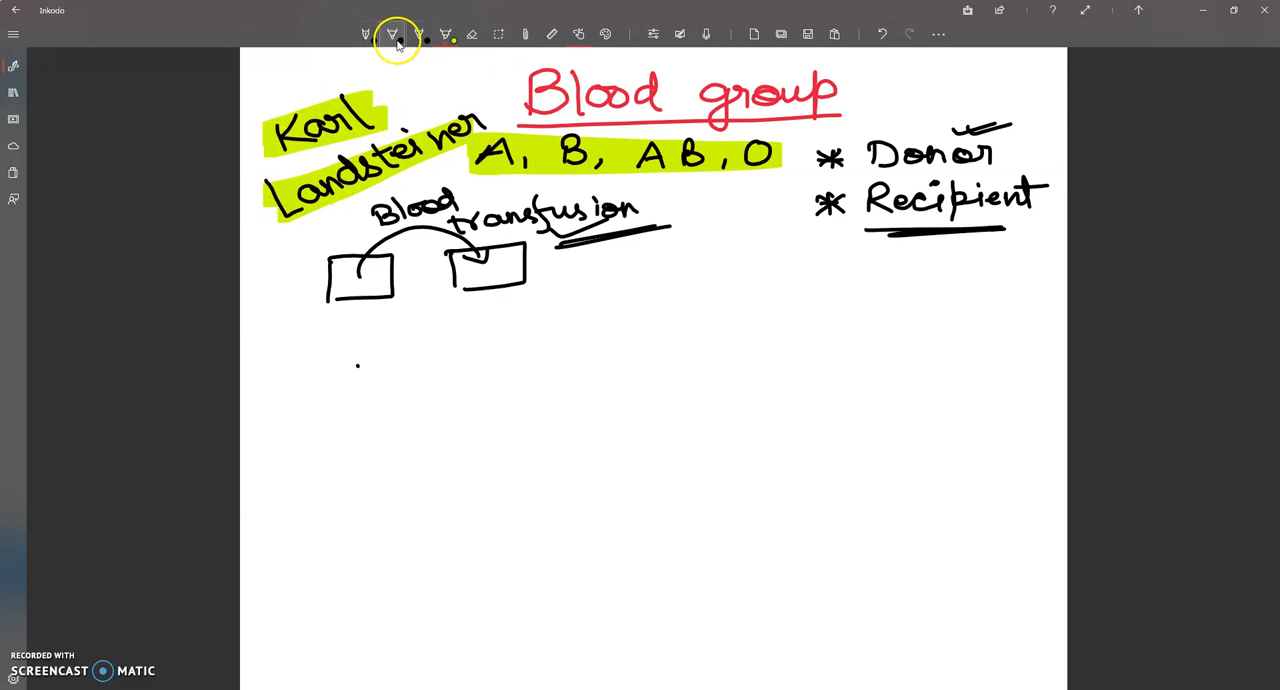 Inkodo
Blood group
Karl
Landsteiner
A, B, AB, O
* Donor
* Recipient
Blood
transfusion
RECORDED WITH
SCREENCAST MATIC